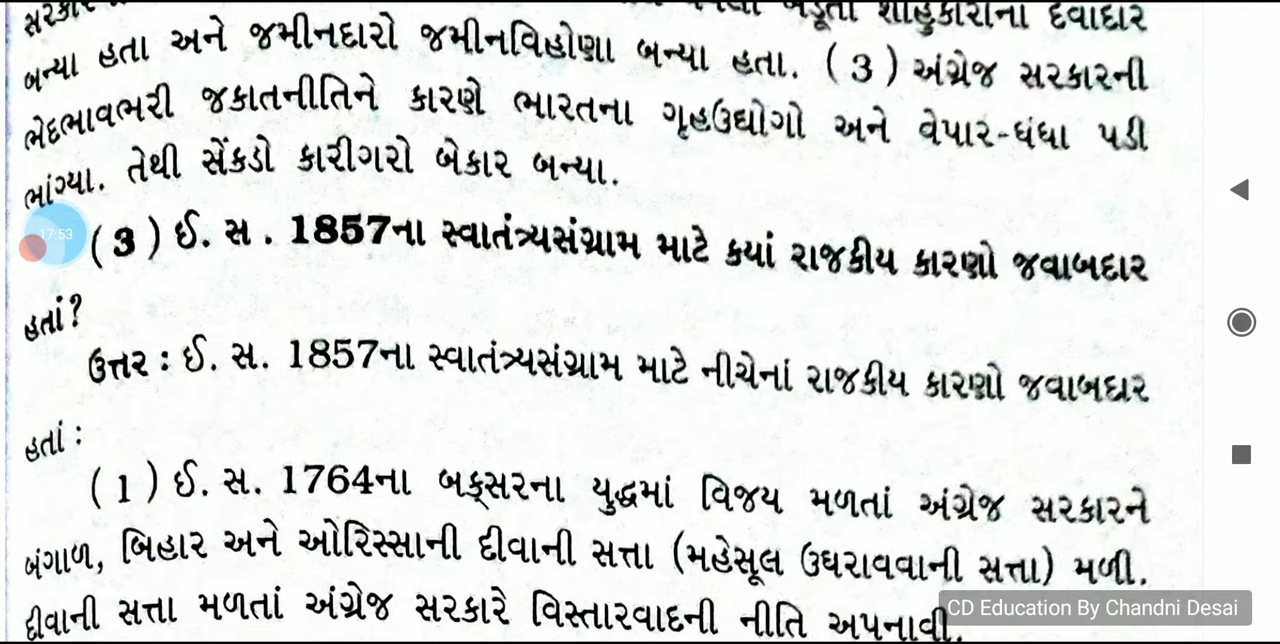 સરકાર શાહુકારોના દેવાદાર
બન્યા હતા અને જમીનદારો જમીનવિહોણા બન્યા હતા. (3) અંગ્રેજ સરકારની
ભેદભાવભરી જકાતનીતિને કારણે ભારતના ગૃહઉદ્યોગો અને વેપાર-ધંધા પડી
ભાંગ્યા. તેથી સેંકડો કારીગરો બેકાર બન્યા.
17:53
(3) ઈ. સ. 1857ના સ્વાતંત્ર્યસંગ્રામ માટે કયાં રાજકીય કારણો જવાબદાર
હતાં?
ઉત્તર : ઈ. સ. 1857ના સ્વાતંત્ર્યસંગ્રામ માટે નીચેનાં રાજકીય કારણો જવાબદાર
હતાં :
(1) ઈ. સ. 1764ના બક્સરના યુદ્ધમાં વિજય મળતાં અંગ્રેજ સરકારને
બંગાળ, બિહાર અને ઓરિસ્સાની દીવાની સત્તા (મહેસૂલ ઉઘરાવવાની સત્તા) મળી.
દીવાની સત્તા મળતાં અંગ્રેજ સરકારે વિસ્તારવાદની નીતિ અપનાવી.
CD Education By Chandni Desai